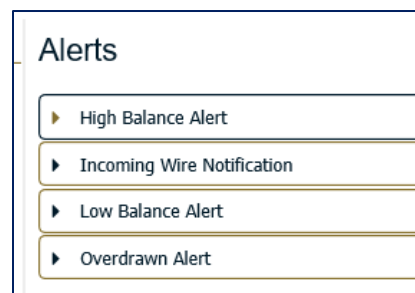 Alerts
High Balance Alert
Incoming Wire Notification
Low Balance Alert
Overdrawn Alert